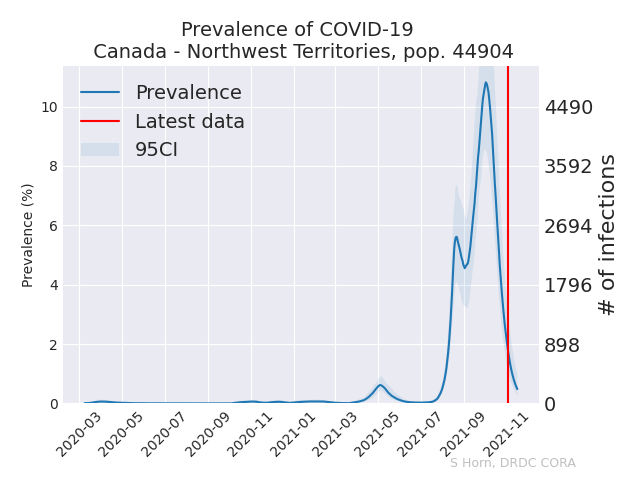 Prevalence of COVID-19
Canada - Northwest Territories, pop. 44904
Prevalence
Latest data
95CI
Prevalence (%)
10
8
6
4
2
0
4490
3592
2694
1796
898
0
# of infections
2020-03
2020-05
2020-07
2020-09
2020-11
2021-01
2021-03
2021-05
2021-07
2021-09
2021-11
S Horn, DRDC CORA